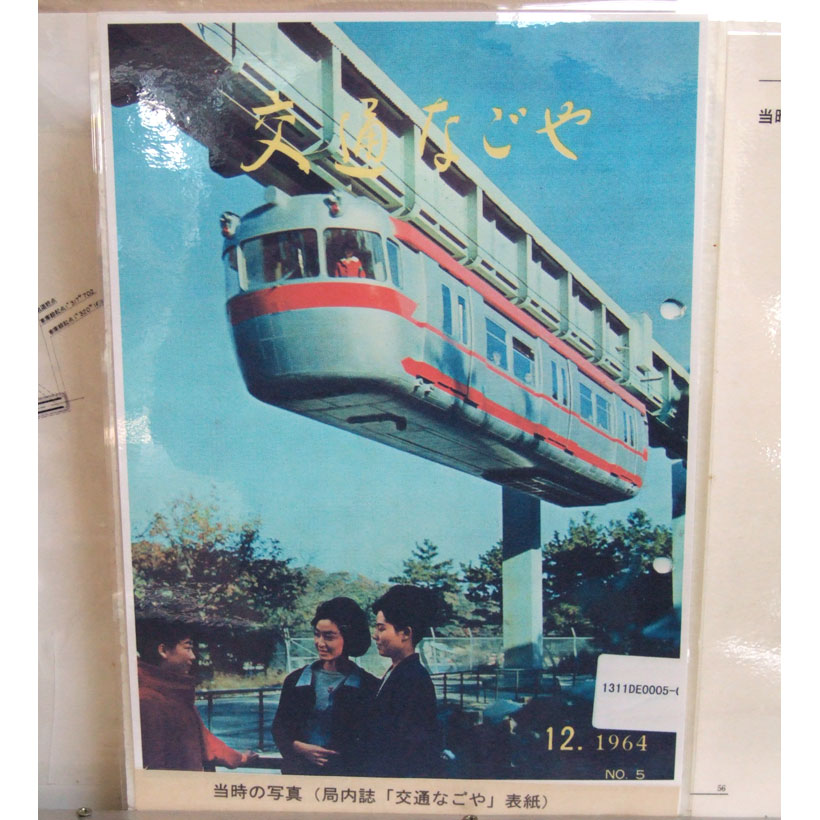 交通なごや
1311DE0005-
12. 1964
NO. 5
当時の写真（局内誌「交通なごや」表紙）
当時
56